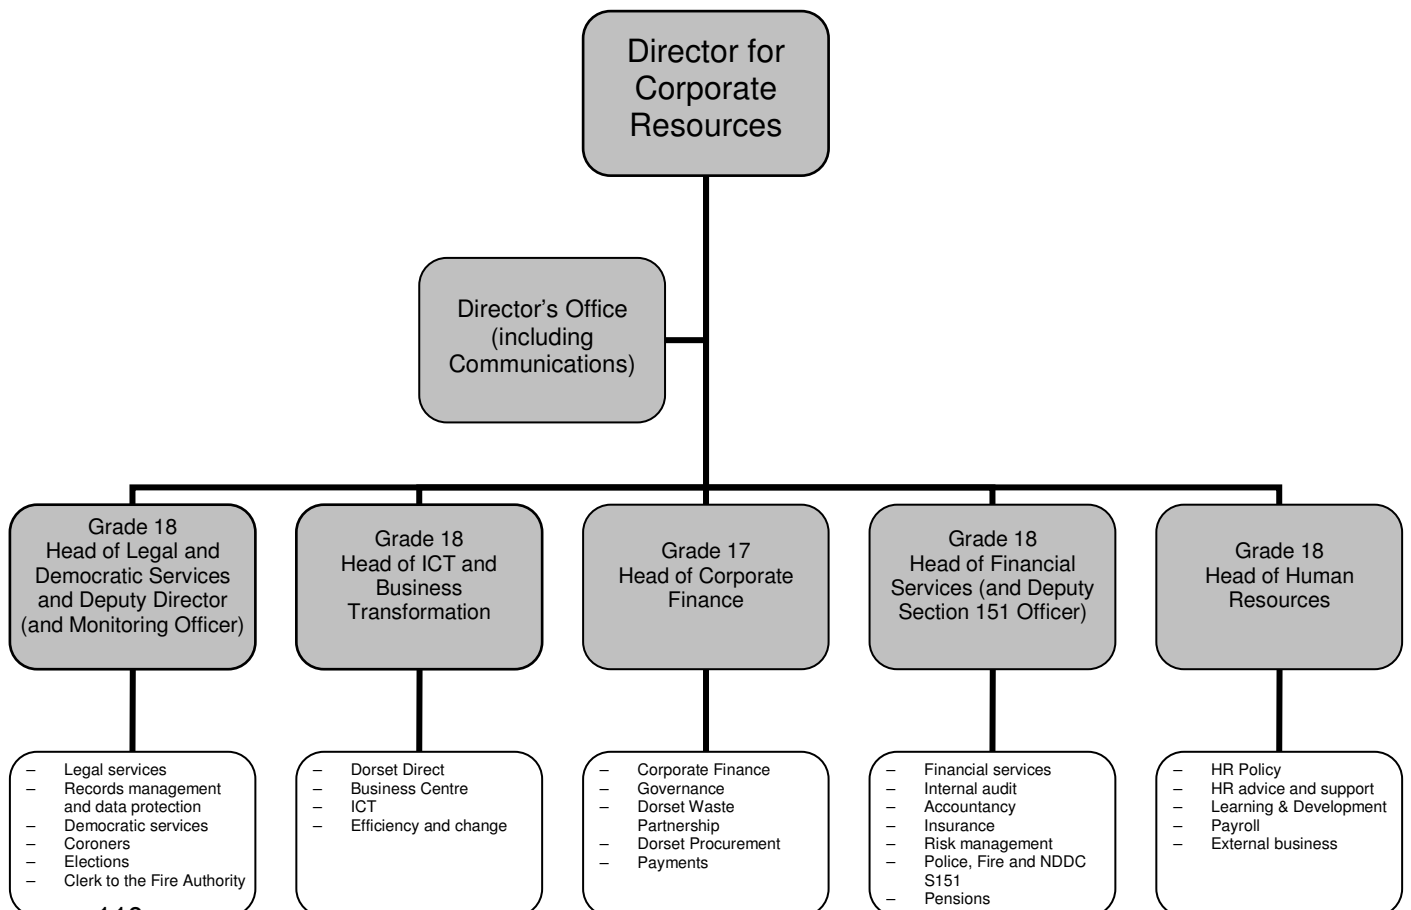 Director for
Corporate
Resources
Director’s Office
(including
Communications)
Grade 18
Head of Legal and
Democratic Services
and Deputy Director
(and Monitoring Officer)
Grade 18
Head of ICT and
Business
Transformation
Grade 17
Head of Corporate
Finance
Grade 18
Head of Financial
Services (and Deputy
Section 151 Officer)
Grade 18
Head of Human
Resources
– Legal services
– Records management
and data protection
– Democratic services
– Coroners
– Elections
– Clerk to the Fire Authority
– Dorset Direct
– Business Centre
– ICT
– Efficiency and change
– Corporate Finance
– Governance
– Dorset Waste
Partnership
– Dorset Procurement
– Payments
– Financial services
– Internal audit
– Accountancy
– Insurance
– Risk management
– Police, Fire and NDDC
S151
– Pensions
– HR Policy
– HR advice and support
– Learning & Development
– Payroll
– External business